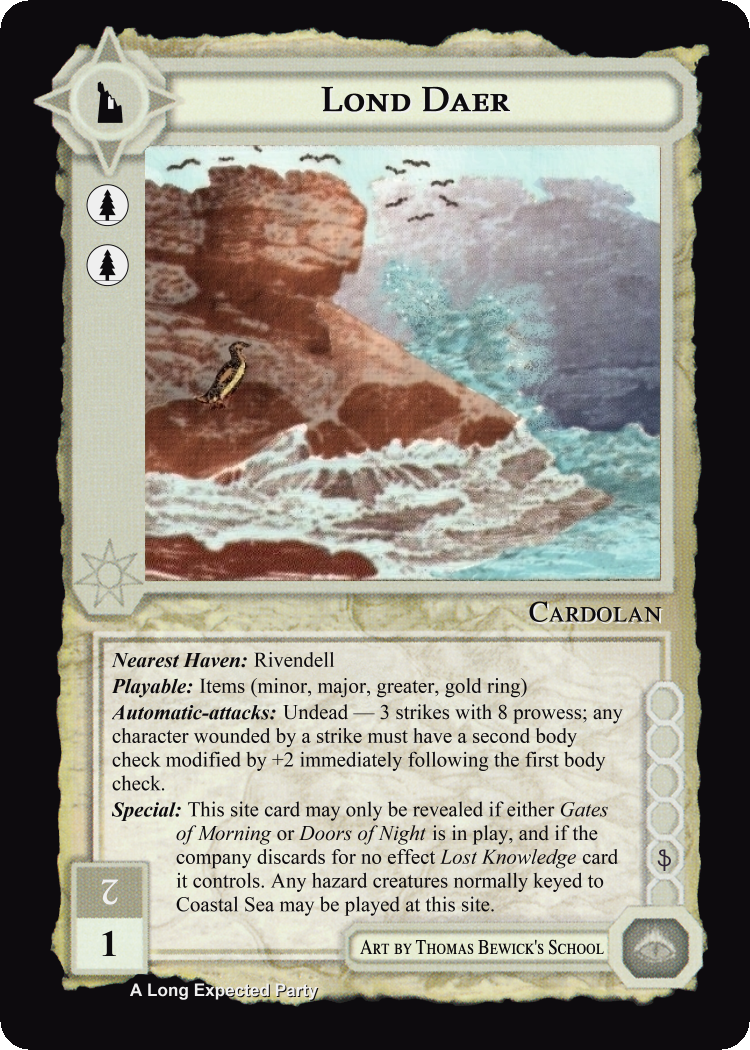 Lond Daer
Cardolan
Nearest Haven: Rivendell
Playable: Items (minor, major, greater, gold ring)
Automatic-attacks: Undead — 3 strikes with 8 prowess; any
character wounded by a strike must have a second body
check modified by +2 immediately following the first body
check.
Special: This site card may only be revealed if either Gates
of Morning or Doors of Night is in play, and if the
company discards for no effect Lost Knowledge card
it controls. Any hazard creatures normally keyed to
Coastal Sea may be played at this site.
2
1
Art by Thomas Bewick's School
A Long Expected Party